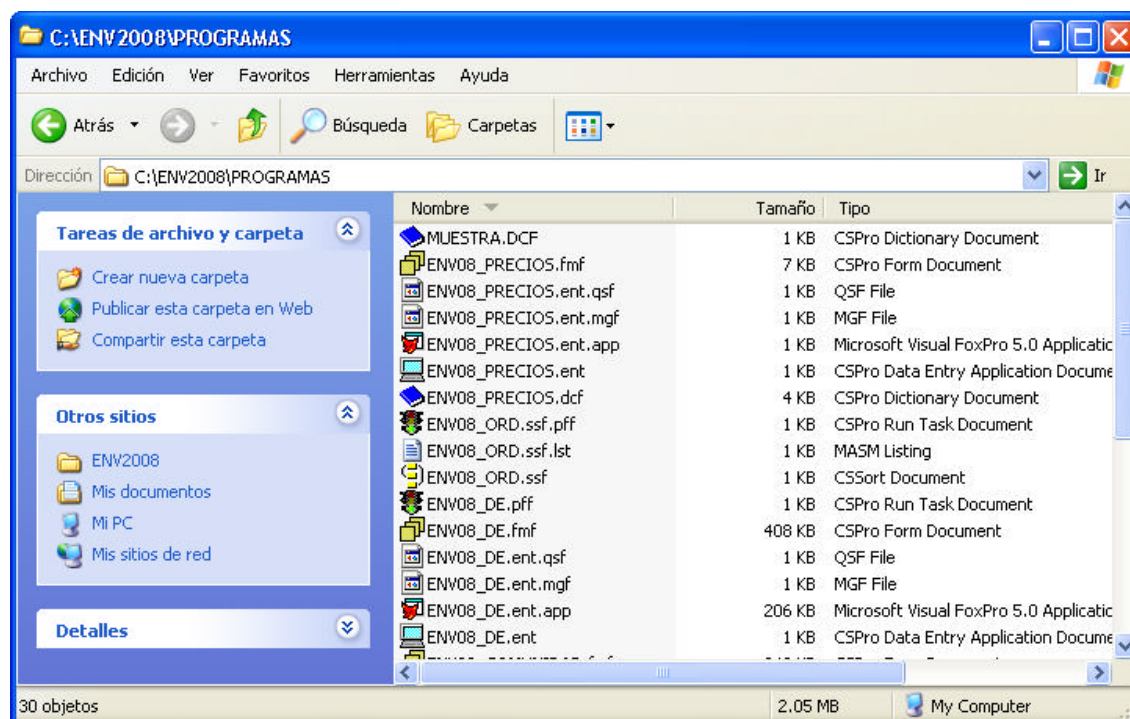 C:\ENV2008\PROGRAMAS
Archivo Edición Ver Favoritos Herramientas Ayuda
Atrás Búsqueda Carpetas
Dirección C:\ENV2008\PROGRAMAS Ir
Tareas de archivo y carpeta
Crear nueva carpeta
Publicar esta carpeta en Web
Compartir esta carpeta
Otros sitios
ENV2008
Mis documentos
Mi PC
Mis sitios de red
Detalles
Nombre Tamaño Tipo
MUESTRA.DCF 1 KB CSPro Dictionary Document
ENV08_PRECIOS.fmf 7 KB CSPro Form Document
ENV08_PRECIOS.ent.qsf 1 KB QSF File
ENV08_PRECIOS.ent.mgf 1 KB MGF File
ENV08_PRECIOS.ent.app 1 KB Microsoft Visual FoxPro 5.0 Applicatic
ENV08_PRECIOS.ent 1 KB CSPro Data Entry Application Docume
ENV08_PRECIOS.dcf 4 KB CSPro Dictionary Document
ENV08_ORD.ssf.pff 1 KB CSPro Run Task Document
ENV08_ORD.ssf.lst 1 KB MASM Listing
ENV08_ORD.ssf 1 KB CSSort Document
ENV08_DE.pff 1 KB CSPro Run Task Document
ENV08_DE.fmf 408 KB CSPro Form Document
ENV08_DE.ent.qsf 1 KB QSF File
ENV08_DE.ent.mgf 1 KB MGF File
ENV08_DE.ent.app 206 KB Microsoft Visual FoxPro 5.0 Applicatic
ENV08_DE.ent 1 KB CSPro Data Entry Application Docume
30 objetos 2.05 MB My Computer